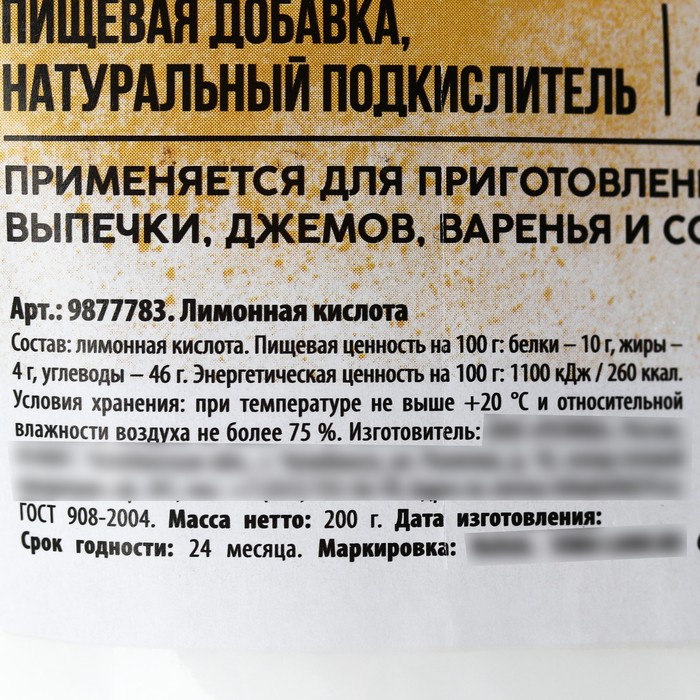 ПИЩЕВАЯ ДОБАВКА,
НАТУРАЛЬНЫЙ ПОДКИСЛИТЕЛЬ
ПРИМЕНЯЕТСЯ ДЛЯ
ВЫПЕЧКИ, ДЖЕМОВ, ВАРЕНЬЯ И
Арт.: 9877783. Лимонная кислота
Состав: лимонная кислота. Пищевая ценность на 100 г: белки – 10 г, жиры –
4 г, углеводы – 46 г. Энергетическая ценность на 100 г: 1100 кДж / 260 ккал.
Условия хранения: при температуре не выше +20 °С и относительной
влажности воздуха не более 75 %. Изготовитель:
ГОСТ 908-2004. Масса нетто: 200 г. Дата изготовления:
Срок годности: 24 месяца. Маркировка: